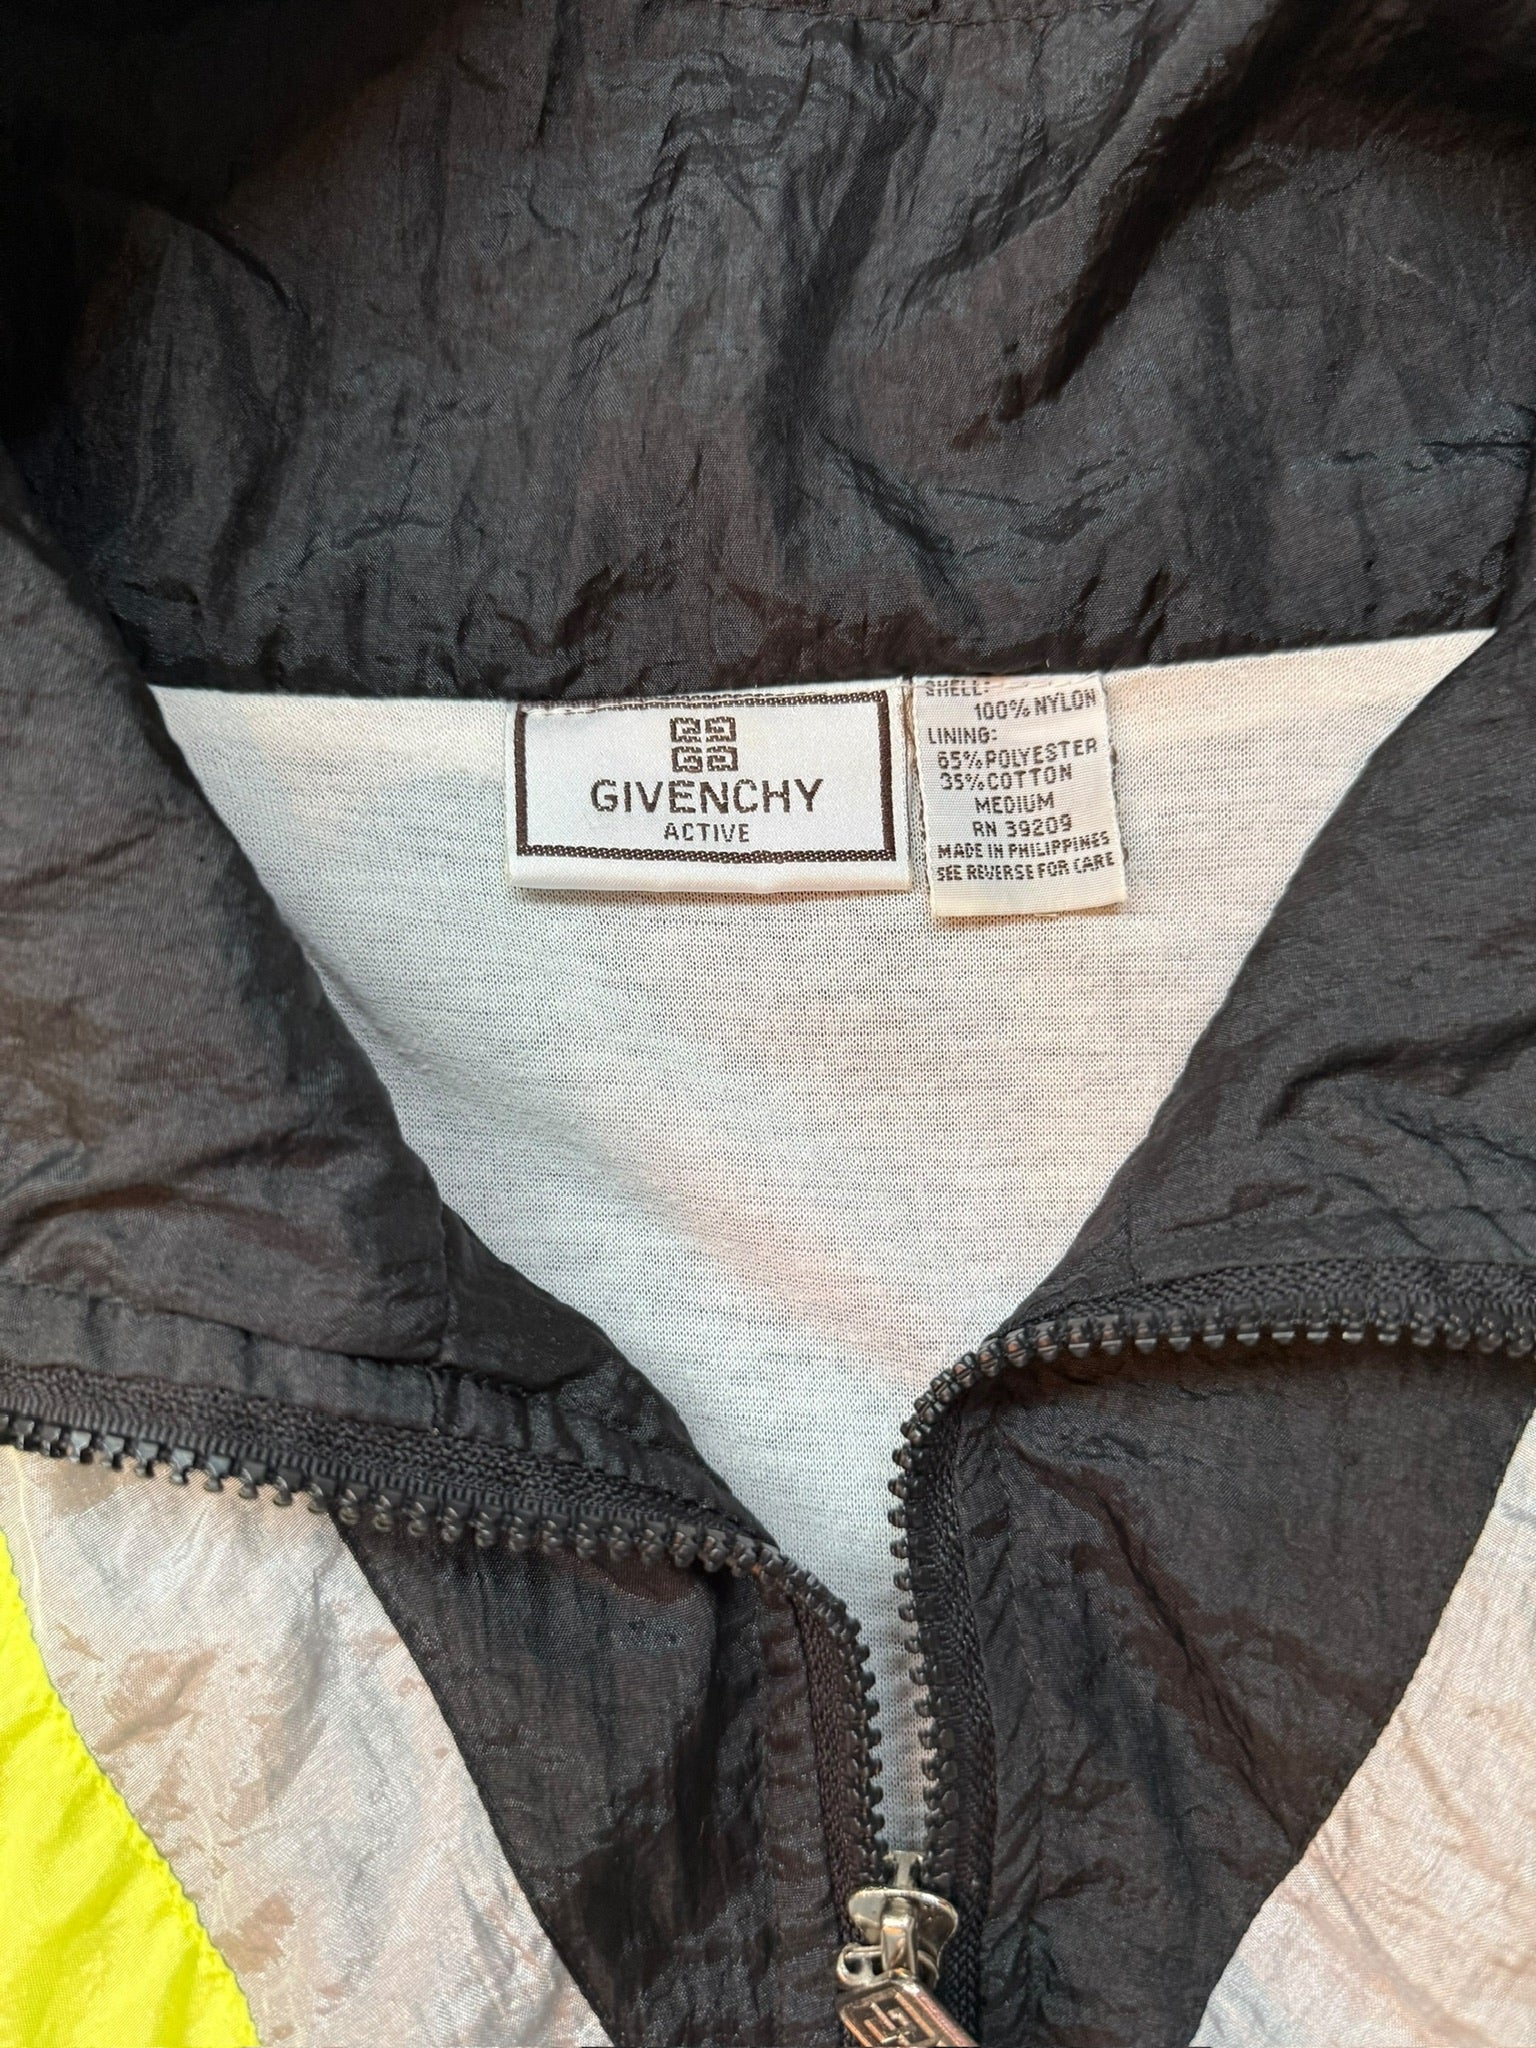 GIVENCHY
ACTIVE
SHELL:
100% NYLON
LINING:
65% POLYESTER
35% COTTON
MEDIUM
RN 39209
MADE IN PHILIPPINES
SEE REVERSE FOR CARE